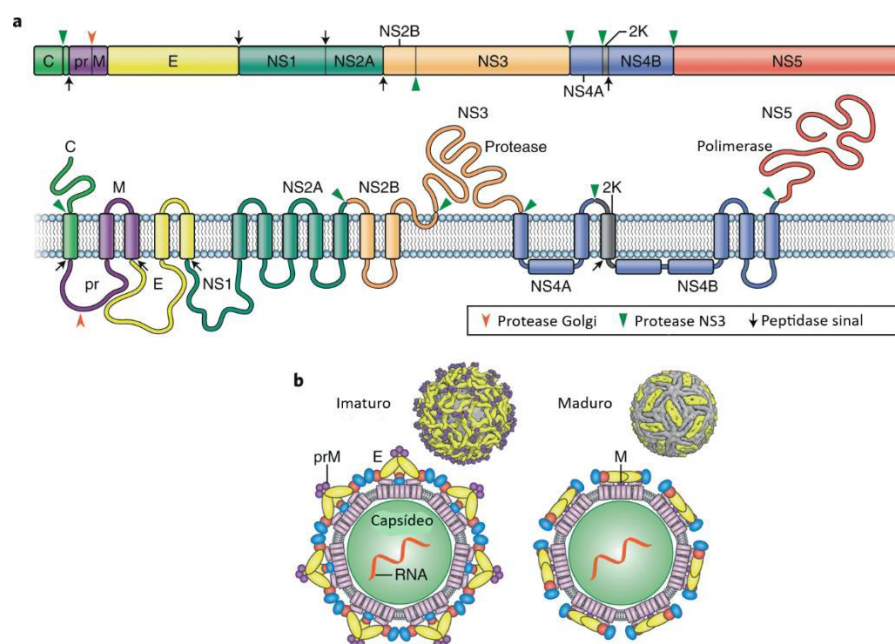 a
NS2B
2K
C
pr
M
E
NS1
NS2A
NS3
NS4A
NS4B
NS5
C
M
NS2A
NS2B
NS3
Protease
2K
Polimerase
NS5
pr
E
NS1
NS4A
NS4B
Protease Golgi
Protease NS3
Peptidase sinal
b
Imaturo
Maduro
prM
E
M
Capsídeo
RNA